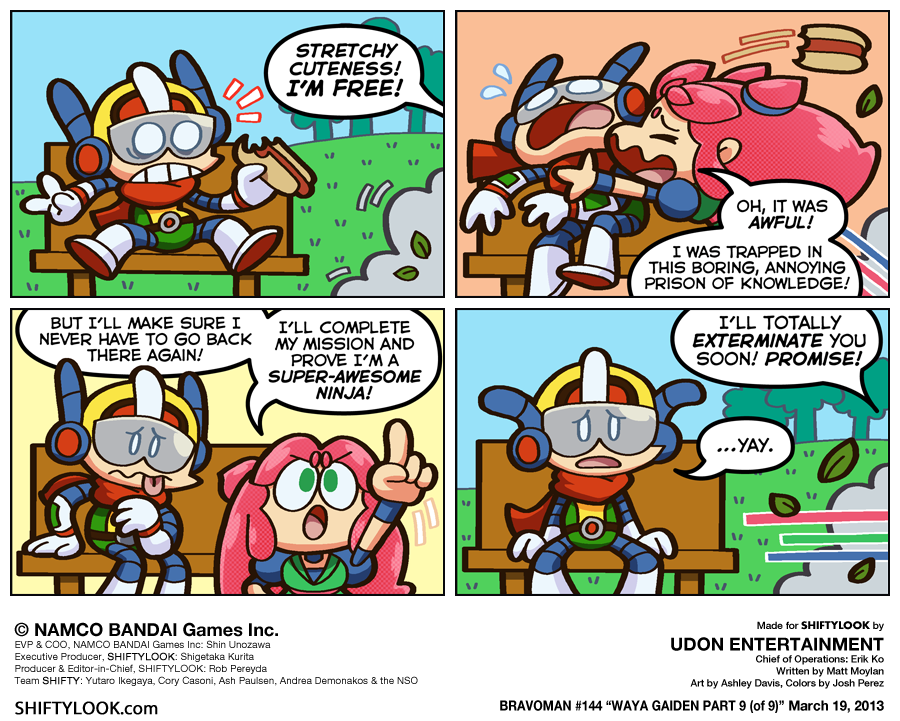 STRETCHY
CUTENESS!
I'M FREE!
OH, IT WAS
AWFUL!
I WAS TRAPPED IN
THIS BORING, ANNOYING
PRISON OF KNOWLEDGE!
BUT I'LL MAKE SURE I
NEVER HAVE TO GO BACK
THERE AGAIN!
I'LL COMPLETE
MY MISSION AND
PROVE I'M A
SUPER-AWESOME
NINJA!
I'LL TOTALLY
EXTERMINATE YOU
SOON! PROMISE!
...YAY.
© NAMCO BANDAI Games Inc.
EVP & COO, NAMCO BANDAI Games Inc: Shin Unozawa
Executive Producer, SHIFTYLOOK: Shigetaka Kurita
Producer & Editor-in-Chief, SHIFTYLOOK: Rob Pereyda
Team SHIFTY: Yutaro Ikegaya, Cory Casoni, Ash Paulsen, Andrea Demonakos & the NSO
SHIFTYLOOK.com
Made for SHIFTYLOOK by
UDON ENTERTAINMENT
Chief of Operations: Erik Ko
Written by Matt Moylan
Art by Ashley Davis, Colors by Josh Perez
BRAVOMAN #144 “WAYA GAIDEN PART 9 (of 9)” March 19, 2013